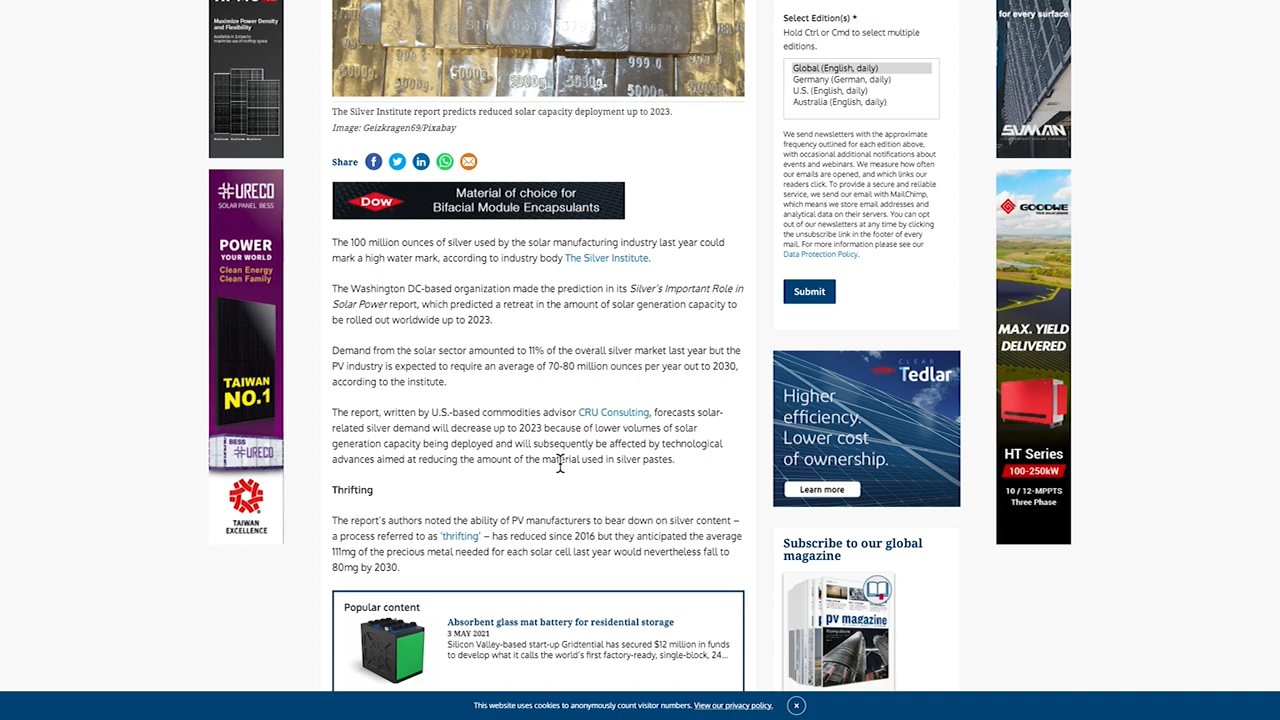 Maximize Power Density
and Flexibility
5000g.
999 0
5000g.
999.0
5000g.
The Silver Institute report predicts reduced solar capacity deployment up to 2023.
Image: Geizkragen69/Pixabay
Share
DOW
Material of choice for
Bifacial Module Encapsulants
The 100 million ounces of silver used by the solar manufacturing industry last year could
mark a high water mark, according to industry body The Silver Institute.
The Washington DC-based organization made the prediction in its Silver's Important Role in
Solar Power report, which predicted a retreat in the amount of solar generation capacity to
be rolled out worldwide up to 2023.
Demand from the solar sector amounted to 11% of the overall silver market last year but the
PV industry is expected to require an average of 70-80 million ounces per year out to 2030,
according to the institute.
The report, written by U.S.-based commodities advisor CRU Consulting, forecasts solar-
related silver demand will decrease up to 2023 because of lower volumes of solar
generation capacity being deployed and will subsequently be affected by technological
advances aimed at reducing the amount of the material used in silver pastes.
Thrifting
The report's authors noted the ability of PV manufacturers to bear down on silver content –
a process referred to as 'thrifting' – has reduced since 2016 but they anticipated the average
111mg of the precious metal needed for each solar cell last year would nevertheless fall to
80mg by 2030.
Popular content
Absorbent glass mat battery for residential storage
3 MAY 2021
Silicon Valley-based start-up Gridtential has secured $12 million in funds
to develop what it calls the world's first factory-ready, single-block, 24...
URECO
SOLAR PANEL BESS
POWER
YOUR WORLD
Clean Energy
Clean Family
TAIWAN
NO.1
BESS
URECO
TAIWAN
EXCELLENCE
Select Edition(s) *
Hold Ctrl or Cmd to select multiple
editions.
Global (English, daily)
Germany (German, daily)
U.S. (English, daily)
Australia (English, daily)
We send newsletters with the approximate
frequency outlined for each edition above,
with occasional additional notifications about
events and webinars. We measure how often
our emails are opened, and which links our
readers click. To provide a secure and reliable
service, we send our email with MailChimp,
which means we store email addresses and
analytical data on their servers. You can opt
out of our newsletters at any time by clicking
the unsubscribe link in the footer of every
mail. For more information please see our
Data Protection Policy.
Submit
CLEAR
Tedlar
Higher
efficiency.
Lower cost
of ownership.
Learn more
Subscribe to our global
magazine
pv magazine
for every surface
SUMAN
GOODWE
MAX. YIELD
DELIVERED
HT Series
100-250kW
10 / 12-MPPTS
Three Phase
This website uses cookies to anonymously count visitor numbers. View our privacy policy.
×